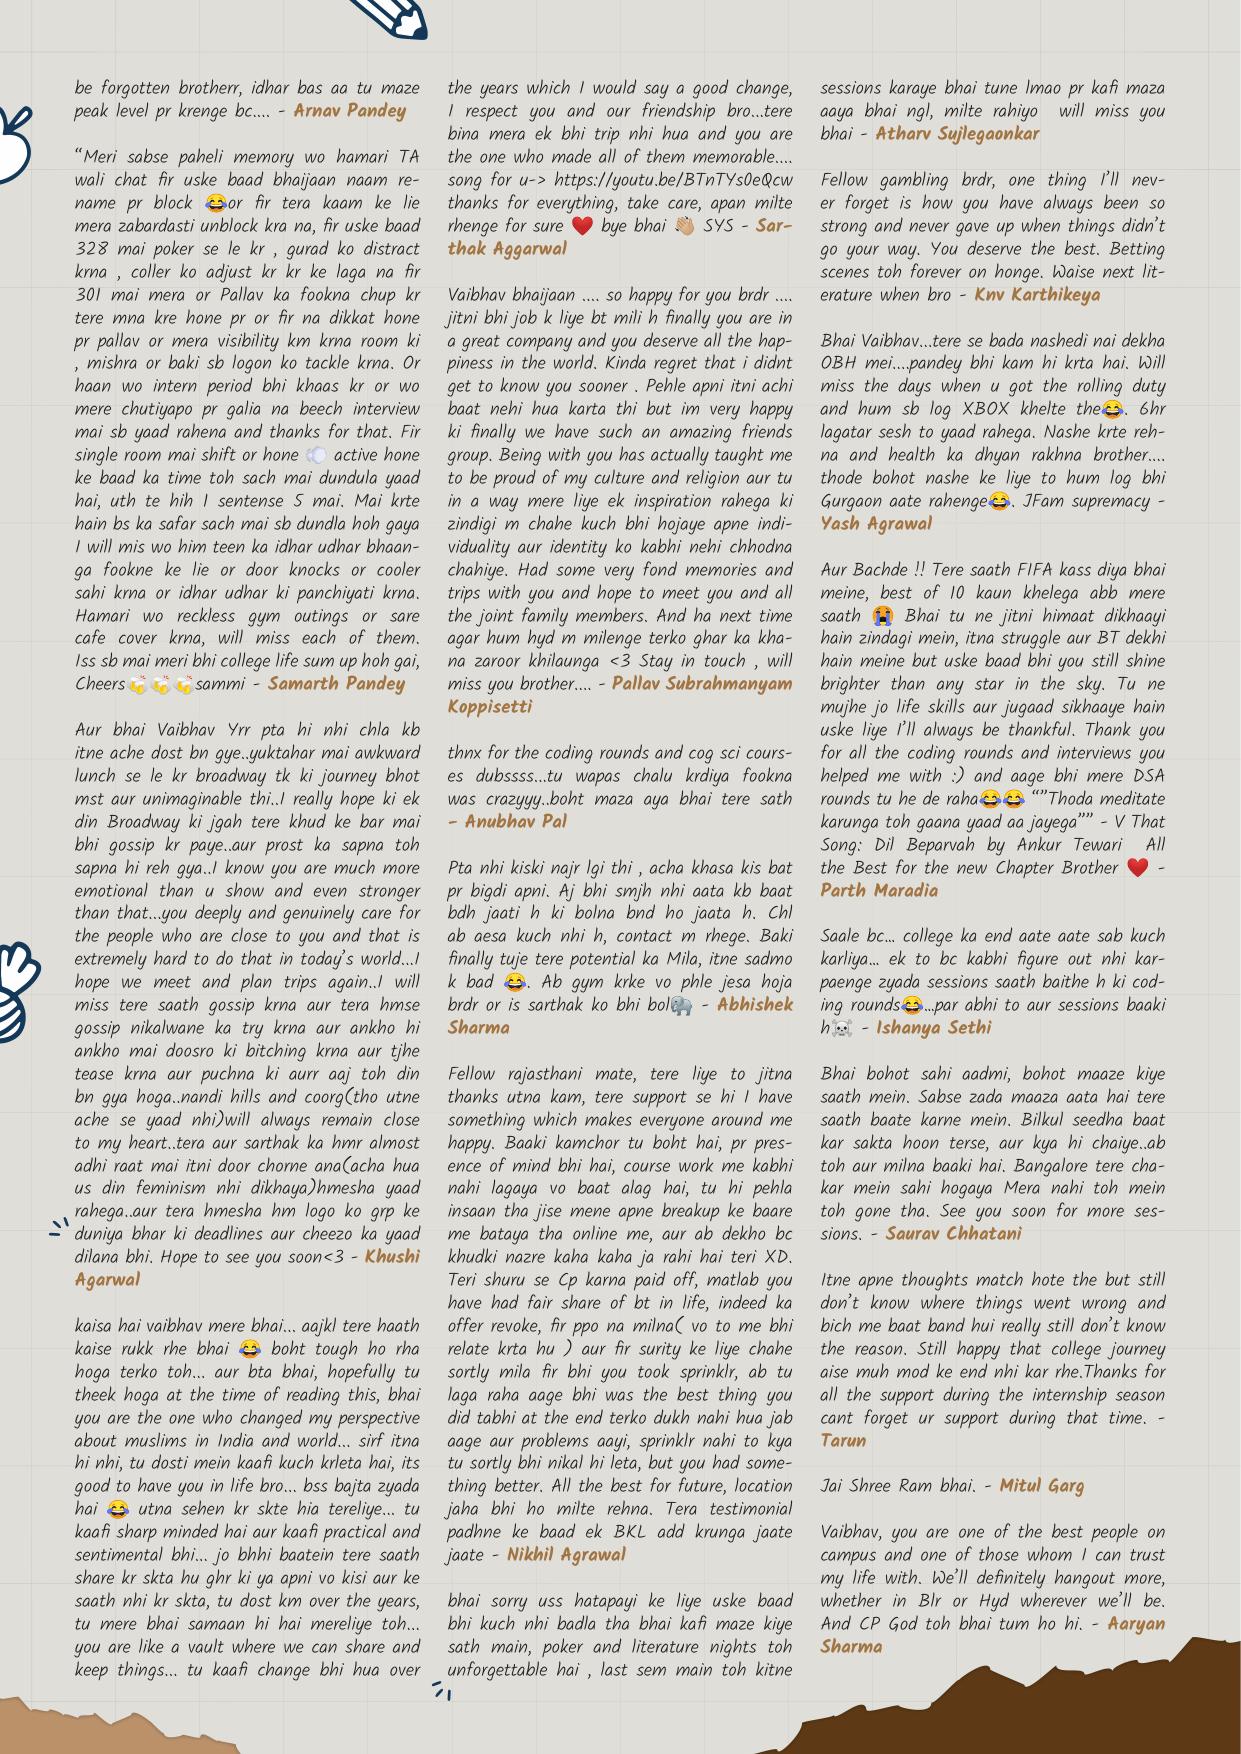 be forgotten brotherr, idhar bas aa tu maze
peak level pr krenge bc.... - Arnav Pandey
“Meri sabse paheli memory wo hamari TA
wali chat fir uske baad bhaijaan naam re-
name pr block 😂or fir tera kaam ke lie
mera zabardasti unblock kra na, fir uske baad
328 mai poker se le kr , gurad ko distract
krna , coller ko adjust kr kr ke laga na fir
301 mai mera or Pallav ka fookna chup kr
tere mna kre hone pr or fir na dikkat hone
pr pallav or mera visibility km krna room ki
, mishra or baki sb logon ko tackle krna. Or
haan wo intern period bhi khaas kr or wo
mere chutiyapo pr galia na beech interview
mai sb yaad rahena and thanks for that. Fir
single room mai shift or hone 💨 active hone
ke baad ka time toh sach mai dundula yaad
hai, uth te hih 1 sentense 5 mai. Mai krte
hain bs ka safar sach mai sb dundla hoh gaya
I will mis wo him teen ka idhar udhar bhaan-
ga fookne ke lie or door knocks or cooler
sahi krna or idhar udhar ki panchiyati krna.
Hamari wo reckless gym outings or sare
cafe cover krna, will miss each of them.
Iss sb mai meri bhi college life sum up hoh gai,
Cheers🍻🍻🍻sammi - Samarth Pandey
Aur bhai Vaibhav Yrr pta hi nhi chla kb
itne ache dost bn gye..yuktahar mai awkward
lunch se le kr broadway tk ki journey bhot
mst aur unimaginable thi..I really hope ki ek
din Broadway ki jgah tere khud ke bar mai
bhi gossip kr paye..aur prost ka sapna toh
sapna hi reh gya..I know you are much more
emotional than u show and even stronger
than that...you deeply and genuinely care for
the people who are close to you and that is
extremely hard to do that in today’s world...I
hope we meet and plan trips again..I will
miss tere saath gossip krna aur tera hmse
gossip nikalwane ka try krna aur ankho hi
ankho mai doosro ki bitching krna aur tjhe
tease krna aur puchna ki aurr aaj toh din
bn gya hoga..nandi hills and coorg(tho utne
ache se yaad nhi)will always remain close
to my heart..tera aur sarthak ka hmr almost
adhi raat mai itni door chorne ana(acha hua
us din feminism nhi dikhaya)hmesha yaad
rahega..aur tera hmesha hm logo ko grp ke
duniya bhar ki deadlines aur cheezo ka yaad
dilana bhi. Hope to see you soon<3 - Khushi
Agarwal
kaisa hai vaibhav mere bhai... aajkl tere haath
kaise rukk rhe bhai 😂 boht tough ho rha
hoga terko toh... aur bta bhai, hopefully tu
theek hoga at the time of reading this, bhai
you are the one who changed my perspective
about muslims in India and world... sirf itna
hi nhi, tu dosti mein kaafi kuch krleta hai, its
good to have you in life bro... bss bajta zyada
hai 😂 utna sehen kr skte hia tereliye... tu
kaafi sharp minded hai aur kaafi practical and
sentimental bhi... jo bhhi baatein tere saath
share kr skta hu ghr ki ya apni vo kisi aur ke
saath nhi kr skta, tu dost km over the years,
tu mere bhai samaan hi hai mereliye toh...
you are like a vault where we can share and
keep things... tu kaafi change bhi hua over
the years which I would say a good change,
I respect you and our friendship bro...tere
bina mera ek bhi trip nhi hua and you are
the one who made all of them memorable....
song for u-> https://youtu.be/BTnTYs0eQcw
thanks for everything, take care, apan milte
rhenge for sure ❤️ bye bhai 👋🏼 SYS - Sar-
thak Aggarwal
Vaibhav bhaijaan .... so happy for you brdr ....
jitni bhi job k liye bt mili h finally you are in
a great company and you deserve all the hap-
piness in the world. Kinda regret that i didnt
get to know you sooner . Pehle apni itni achi
baat nehi hua karta thi but im very happy
ki finally we have such an amazing friends
group. Being with you has actually taught me
to be proud of my culture and religion aur tu
in a way mere liye ek inspiration rahega ki
zindigi m chahe kuch bhi hojaye apne indi-
viduality aur identity ko kabhi nehi chhodna
chahiye. Had some very fond memories and
trips with you and hope to meet you and all
the joint family members. And ha next time
agar hum hyd m milenge terko ghar ka kha-
na zaroor khilaunga <3 Stay in touch , will
miss you brother.... - Pallav Subrahmanyam
Koppisetti
thnx for the coding rounds and cog sci cours-
es dubssss...tu wapas chalu krdiya fookna
was crazyyy..boht maza aya bhai tere sath
- Anubhav Pal
Pta nhi kiski najr lgi thi , acha khasa kis bat
pr bigdi apni. Aj bhi smjh nhi aata kb baat
bdh jaati h ki bolna bnd ho jaata h. Chl
ab aesa kuch nhi h, contact m rhege. Baki
finally tuje tere potential ka Mila, itne sadmo
k bad 😂. Ab gym krke vo phle jesa hoja
brdr or is sarthak ko bhi bol🐘 - Abhishek
Sharma
Fellow rajasthani mate, tere liye to jitna
thanks utna kam, tere support se hi I have
something which makes everyone around me
happy. Baaki kamchor tu boht hai, pr pres-
ence of mind bhi hai, course work me kabhi
nahi lagaya vo baat alag hai, tu hi pehla
insaan tha jise mene apne breakup ke baare
me bataya tha online me, aur ab dekho bc
khudki nazre kaha kaha ja rahi hai teri XD.
Teri shuru se Cp karna paid off, matlab you
have had fair share of bt in life, indeed ka
offer revoke, fir ppo na milna( vo to me bhi
relate krta hu ) aur fir surity ke liye chahe
sortly mila fir bhi you took sprinklr, ab tu
laga raha aage bhi was the best thing you
did tabhi at the end terko dukh nahi hua jab
aage aur problems aayi, sprinklr nahi to kya
tu sortly bhi nikal hi leta, but you had some-
thing better. All the best for future, location
jaha bhi ho milte rehna. Tera testimonial
padhne ke baad ek BKL add krunga jaate
jaate - Nikhil Agrawal
bhai sorry uss hatapayi ke liye uske baad
bhi kuch nhi badla tha bhai kafi maze kiye
sath main, poker and literature nights toh
unforgettable hai , last sem main toh kitne
sessions karaye bhai tune lmao pr kafi maza
aaya bhai ngl, milte rahiyo will miss you
bhai - Atharv Sujlegaonkar
Fellow gambling brdr, one thing I’ll nev-
er forget is how you have always been so
strong and never gave up when things didn’t
go your way. You deserve the best. Betting
scenes toh forever on honge. Waise next lit-
erature when bro - Knv Karthikeya
Bhai Vaibhav...tere se bada nashedi nai dekha
OBH mei....pandey bhi kam hi krta hai. Will
miss the days when u got the rolling duty
and hum sb log XBOX khelte the😂. 6hr
lagatar sesh to yaad rahega. Nashe krte reh-
na and health ka dhyan rakhna brother....
thode bohot nashe ke liye to hum log bhi
Gurgaon aate rahenge😂. JFam supremacy -
Yash Agrawal
Aur Bachde !! Tere saath FIFA kass diya bhai
meine, best of 10 kaun khelega abb mere
saath 😭 Bhai tu ne jitni himaat dikhaayi
hain zindagi mein, itna struggle aur BT dekhi
hain meine but uske baad bhi you still shine
brighter than any star in the sky. Tu ne
mujhe jo life skills aur jugaad sikhaaye hain
uske liye I’ll always be thankful. Thank you
for all the coding rounds and interviews you
helped me with :) and aage bhi mere DSA
rounds tu he de raha😂😂 “”Thoda meditate
karunga toh gaana yaad aa jayega”” - V That
Song: Dil Beparvah by Ankur Tewari All
the Best for the new Chapter Brother ❤️ -
Parth Maradia
Saale bc... college ka end aate aate sab kuch
karliya... ek to bc kabhi figure out nhi kar-
paenge zyada sessions saath baithe h ki cod-
ing rounds😂...par abhi to aur sessions baaki
h☠️ - Ishanya Sethi
Bhai bohot sahi aadmi, bohot maaze kiye
saath mein. Sabse zada maaza aata hai tere
saath baate karne mein. Bilkul seedha baat
kar sakta hoon terse, aur kya hi chaiye..ab
toh aur milna baaki hai. Bangalore tere cha-
kar mein sahi hogaya Mera nahi toh mein
toh gone tha. See you soon for more ses-
sions. - Saurav Chhatani
Itne apne thoughts match hote the but still
don’t know where things went wrong and
bich me baat band hui really still don’t know
the reason. Still happy that college journey
aise muh mod ke end nhi kar rhe.Thanks for
all the support during the internship season
cant forget ur support during that time. -
Tarun
Jai Shree Ram bhai. - Mitul Garg
Vaibhav, you are one of the best people on
campus and one of those whom I can trust
my life with. We’ll definitely hangout more,
whether in Blr or Hyd wherever we’ll be.
And CP God toh bhai tum ho hi. - Aaryan
Sharma